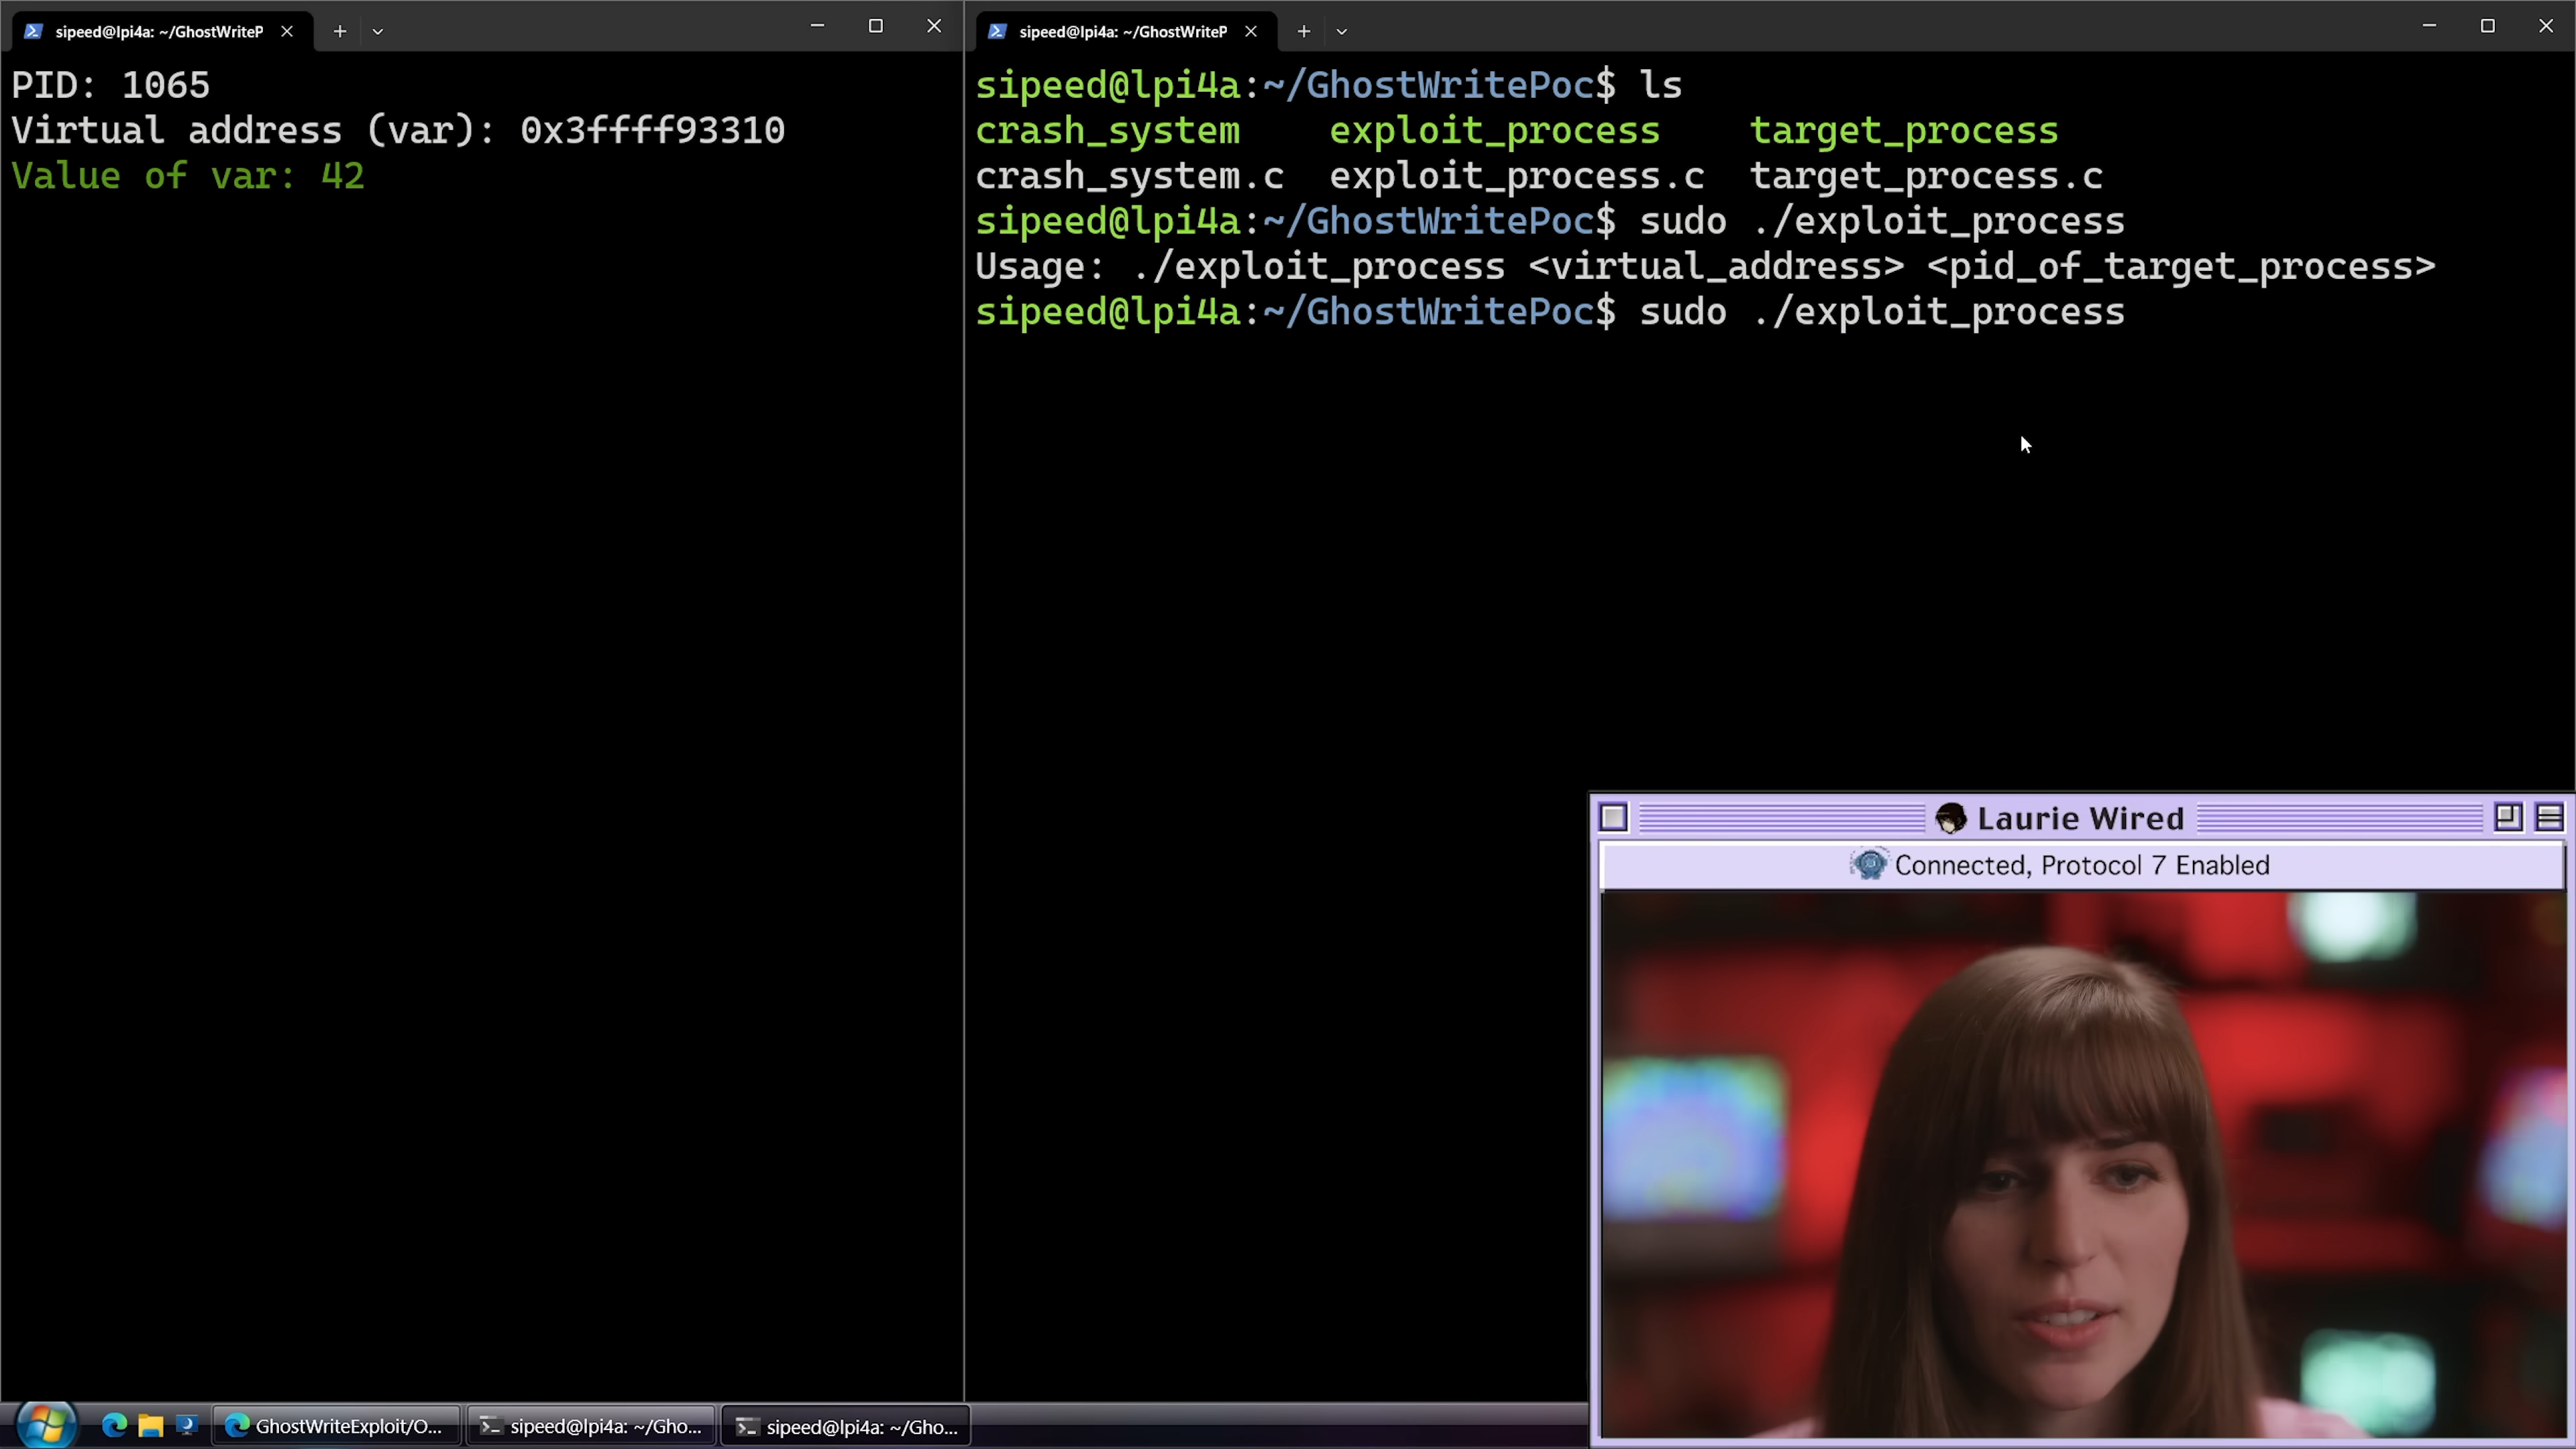 sipeed@lpi4a: ~/GhostWriteP
PID: 1065
Virtual address (var): 0x3ffff93310
Value of var: 42
sipeed@lpi4a: ~/GhostWriteP
sipeed@lpi4a:~/GhostWritePoc$ ls
crash_system exploit_process target_process
crash_system.c exploit_process.c target_process.c
sipeed@lpi4a:~/GhostWritePoc$ sudo ./exploit_process
Usage: ./exploit_process <virtual_address> <pid_of_target_process>
sipeed@lpi4a:~/GhostWritePoc$ sudo ./exploit_process
Laurie Wired
Connected, Protocol 7 Enabled
GhostWriteExploit/O... sipeed@lpi4a: ~/Gho... sipeed@lpi4a: ~/Gho...